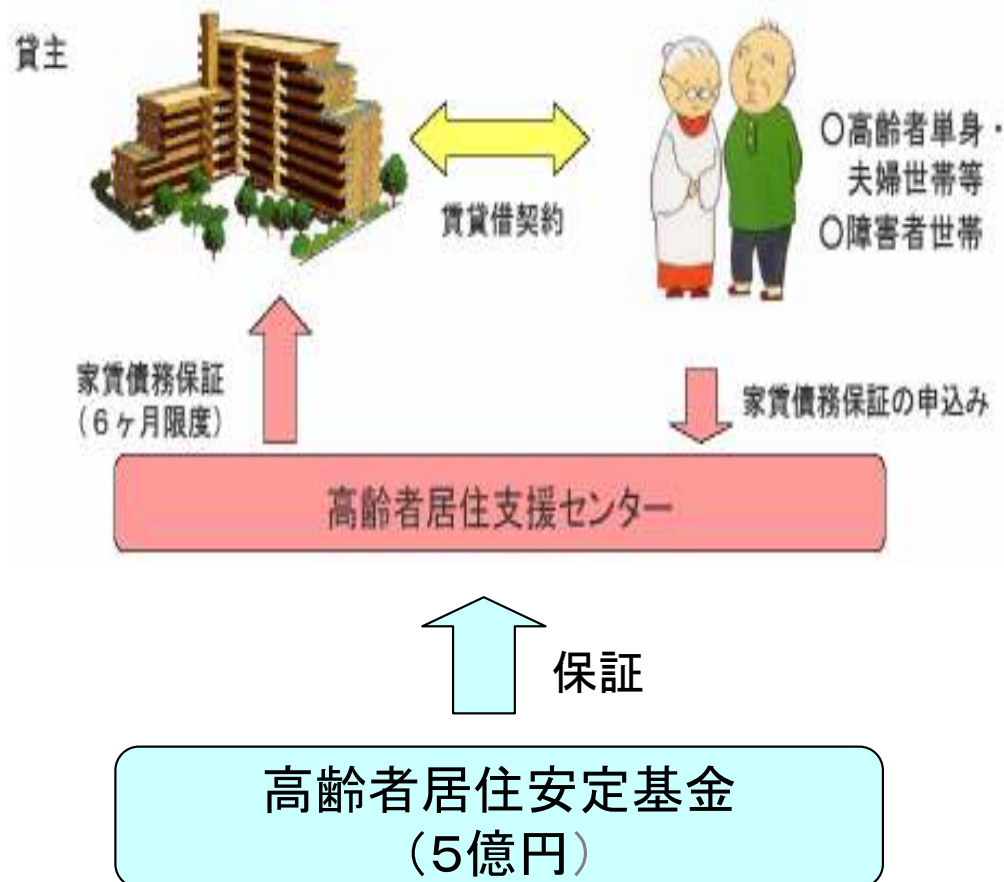 貸主
賃貸借契約
○高齢者単身・
夫婦世帯等
○障害者世帯
家賃債務保証
(6ヶ月限度)
家賃債務保証の申込み
高齢者居住支援センター
保証
高齢者居住安定基金
(5億円)